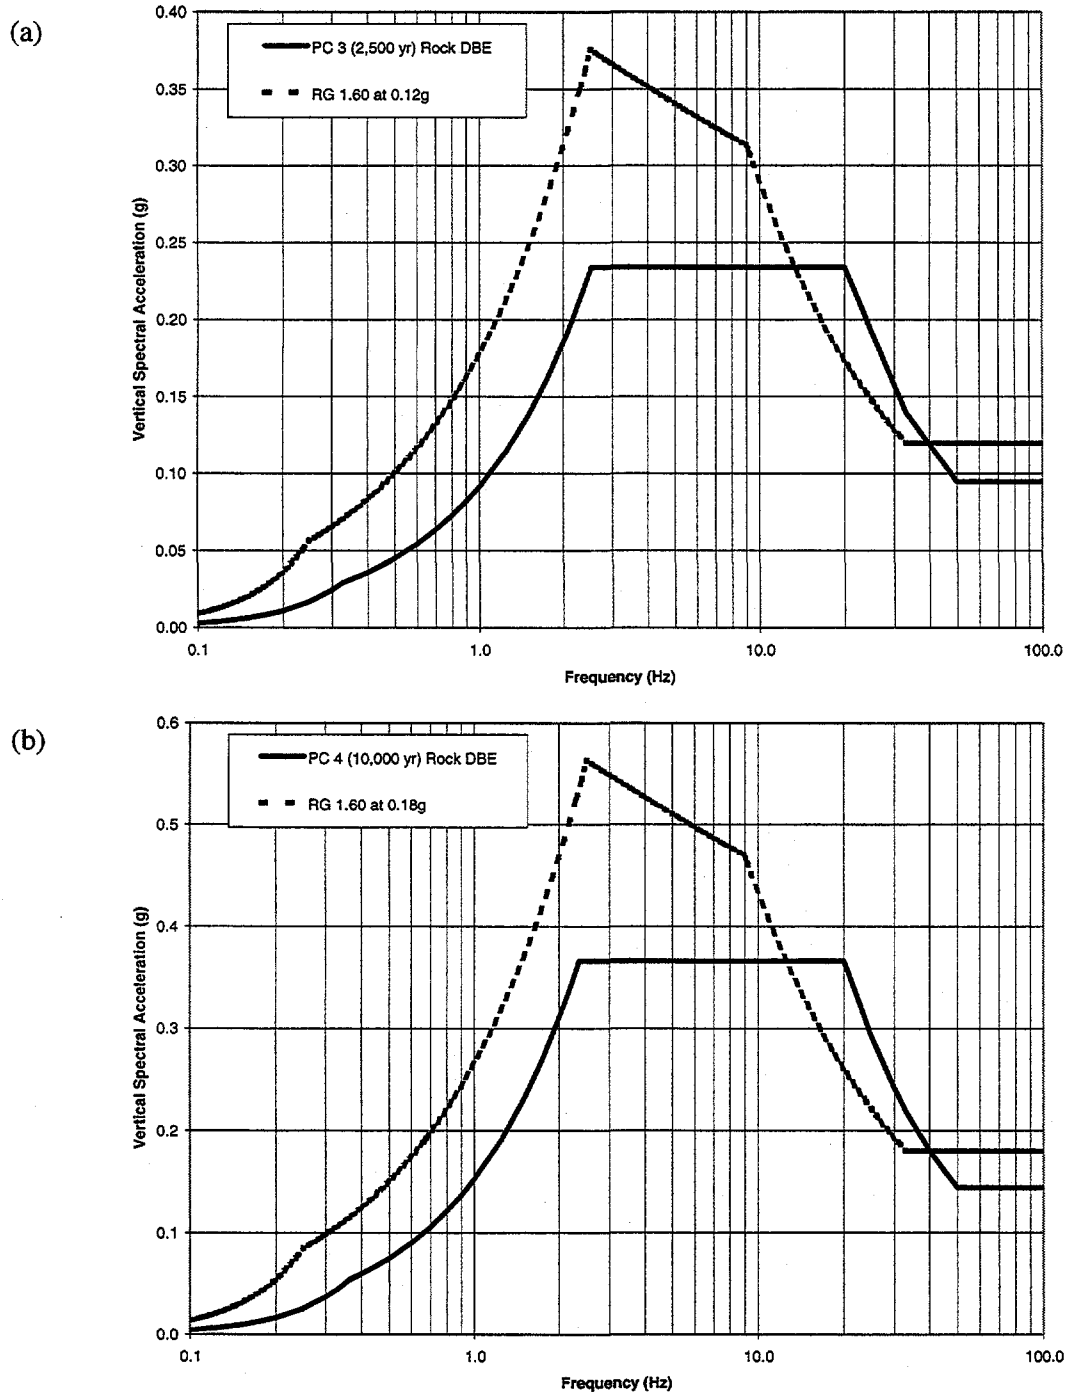 (a)
0.40
0.35
0.30
0.25
0.20
0.15
0.10
0.05
0.00
Vertical Spectral Acceleration (g)
PC 3 (2,500 yr) Rock DBE
RG 1.60 at 0.12g
0.1 1.0 10.0 100.0
Frequency (Hz)
(b)
0.6
0.5
0.4
0.3
0.2
0.1
0.0
Vertical Spectral Acceleration (g)
PC 4 (10,000 yr) Rock DBE
RG 1.60 at 0.18g
0.1 1.0 10.0 100.0
Frequency (Hz)